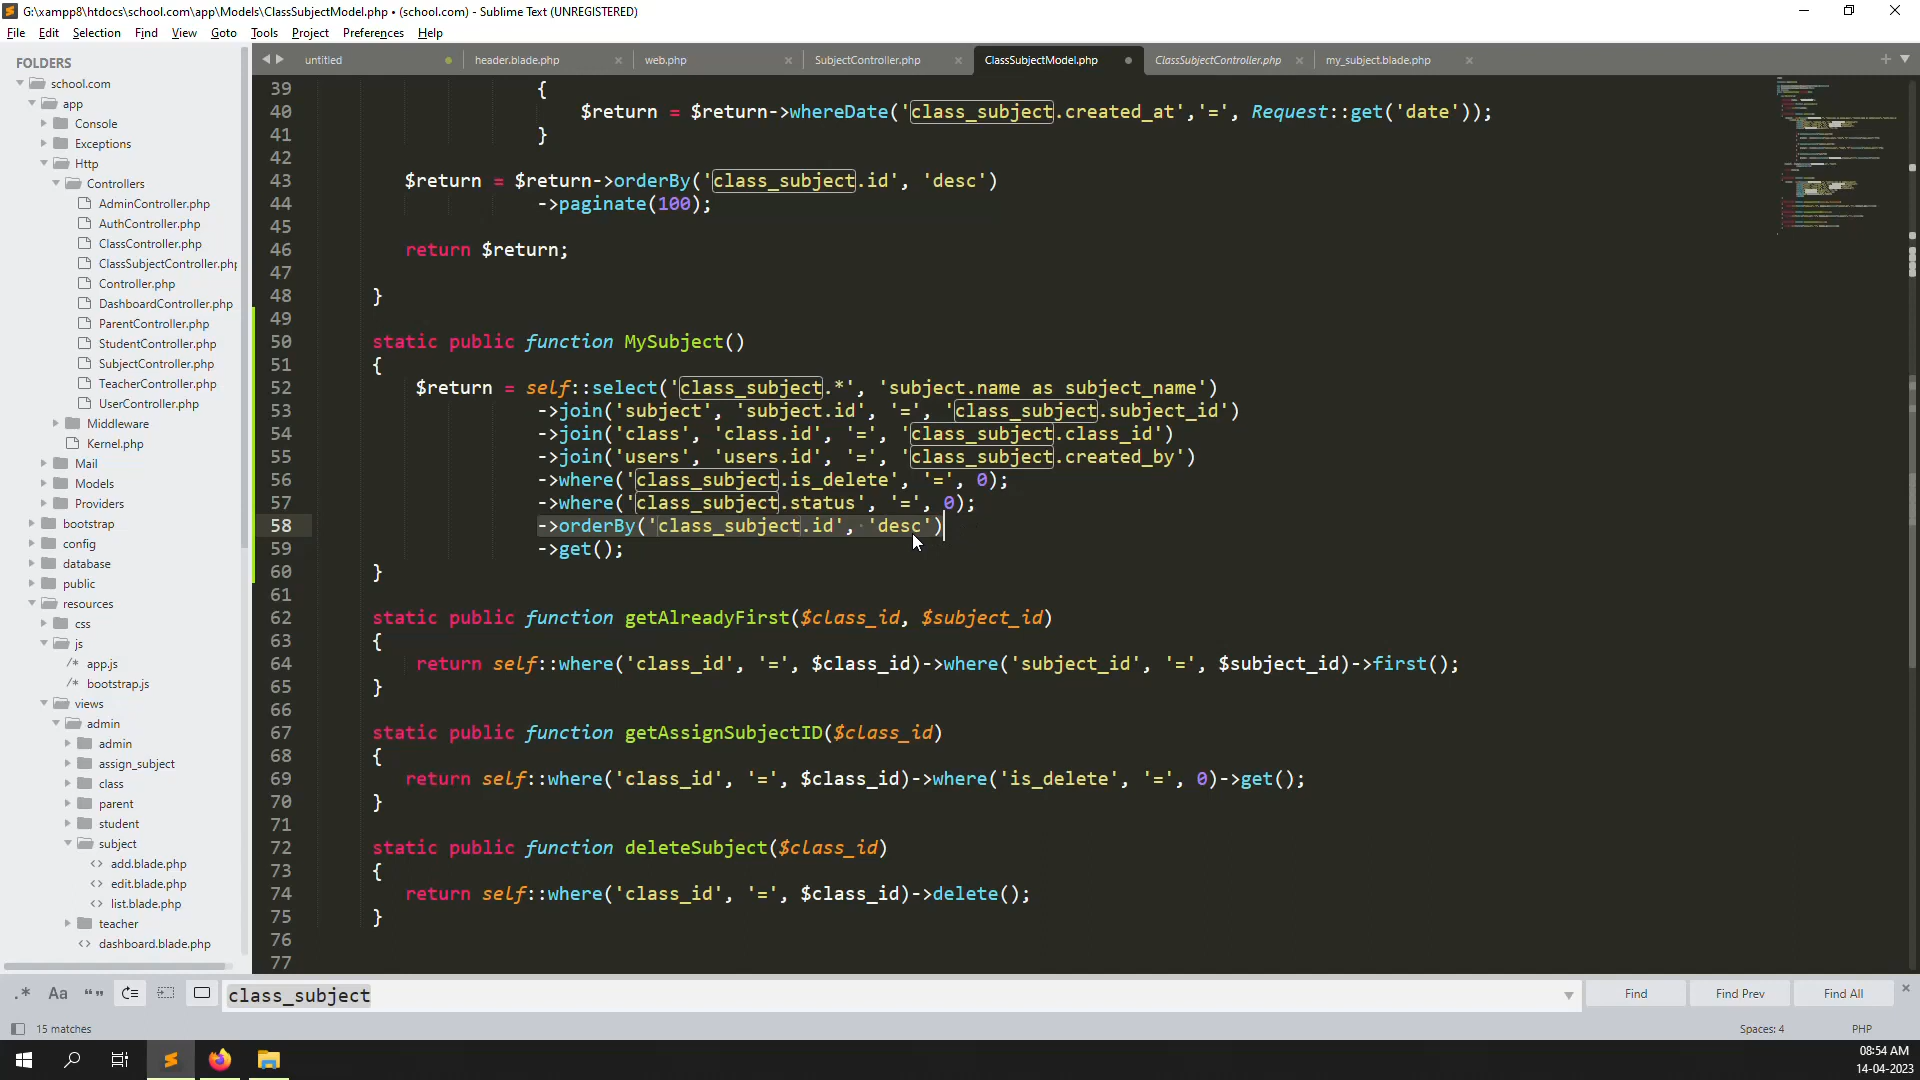 G:\xampp8\htdocs\school.com\app\Models\ClassSubjectModel.php • (school.com) - Sublime Text (UNREGISTERED)
File Edit Selection Find View Goto Tools Project Preferences Help
FOLDERS
school.com
app
Console
Exceptions
Http
Controllers
AdminController.php
AuthController.php
ClassController.php
ClassSubjectController.php
Controller.php
DashboardController.php
ParentController.php
StudentController.php
SubjectController.php
TeacherController.php
UserController.php
Middleware
Kernel.php
Mail
Models
Providers
bootstrap
config
database
public
resources
css
js
/* app.js
/* bootstrap.js
views
admin
admin
assign_subject
class
parent
student
subject
<> add.blade.php
<> edit.blade.php
<> list.blade.php
teacher
<> dashboard.blade.php
untitled header.blade.php web.php SubjectController.php ClassSubjectModel.php ClassSubjectController.php my_subject.blade.php
39 {
40 $return = $return->whereDate('class_subject.created_at','=', Request::get('date'));
41 }
42
43 $return = $return->orderBy('class_subject.id', 'desc')
44 ->paginate(100);
45
46 return $return;
47
48 }
49
50 static public function MySubject()
51 {
52 $return = self::select('class_subject.*', 'subject.name as subject_name')
53 ->join('subject', 'subject.id', '=', 'class_subject.subject_id')
54 ->join('class', 'class.id', '=', 'class_subject.class_id')
55 ->join('users', 'users.id', '=', 'class_subject.created_by')
56 ->where('class_subject.is_delete', '=', 0);
57 ->where('class_subject.status', '=', 0);
58 ->orderBy('class_subject.id', 'desc')
59 ->get();
60 }
61
62 static public function getAlreadyFirst($class_id, $subject_id)
63 {
64 return self::where('class_id', '=', $class_id)->where('subject_id', '=', $subject_id)->first();
65 }
66
67 static public function getAssignSubjectID($class_id)
68 {
69 return self::where('class_id', '=', $class_id)->where('is_delete', '=', 0)->get();
70 }
71
72 static public function deleteSubject($class_id)
73 {
74 return self::where('class_id', '=', $class_id)->delete();
75 }
76
77
.* Aa "" class_subject Find Find Prev Find All
15 matches Spaces: 4 PHP
08:54 AM
14-04-2023